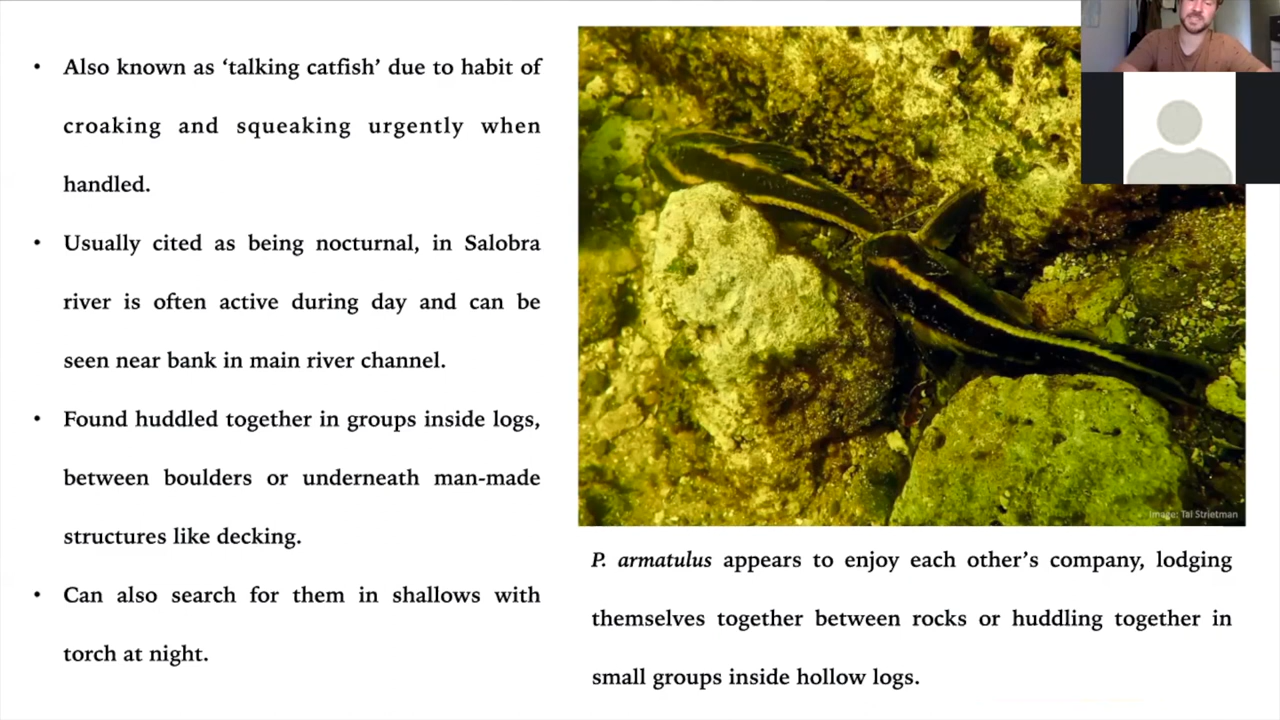 • Also known as ‘talking catfish’ due to habit of
croaking and squeaking urgently when
handled.
• Usually cited as being nocturnal, in Salobra
river is often active during day and can be
seen near bank in main river channel.
• Found huddled together in groups inside logs,
between boulders or underneath man-made
structures like decking.
• Can also search for them in shallows with
torch at night.
Image: Tal Strietman
P. armatulus appears to enjoy each other’s company, lodging
themselves together between rocks or huddling together in
small groups inside hollow logs.